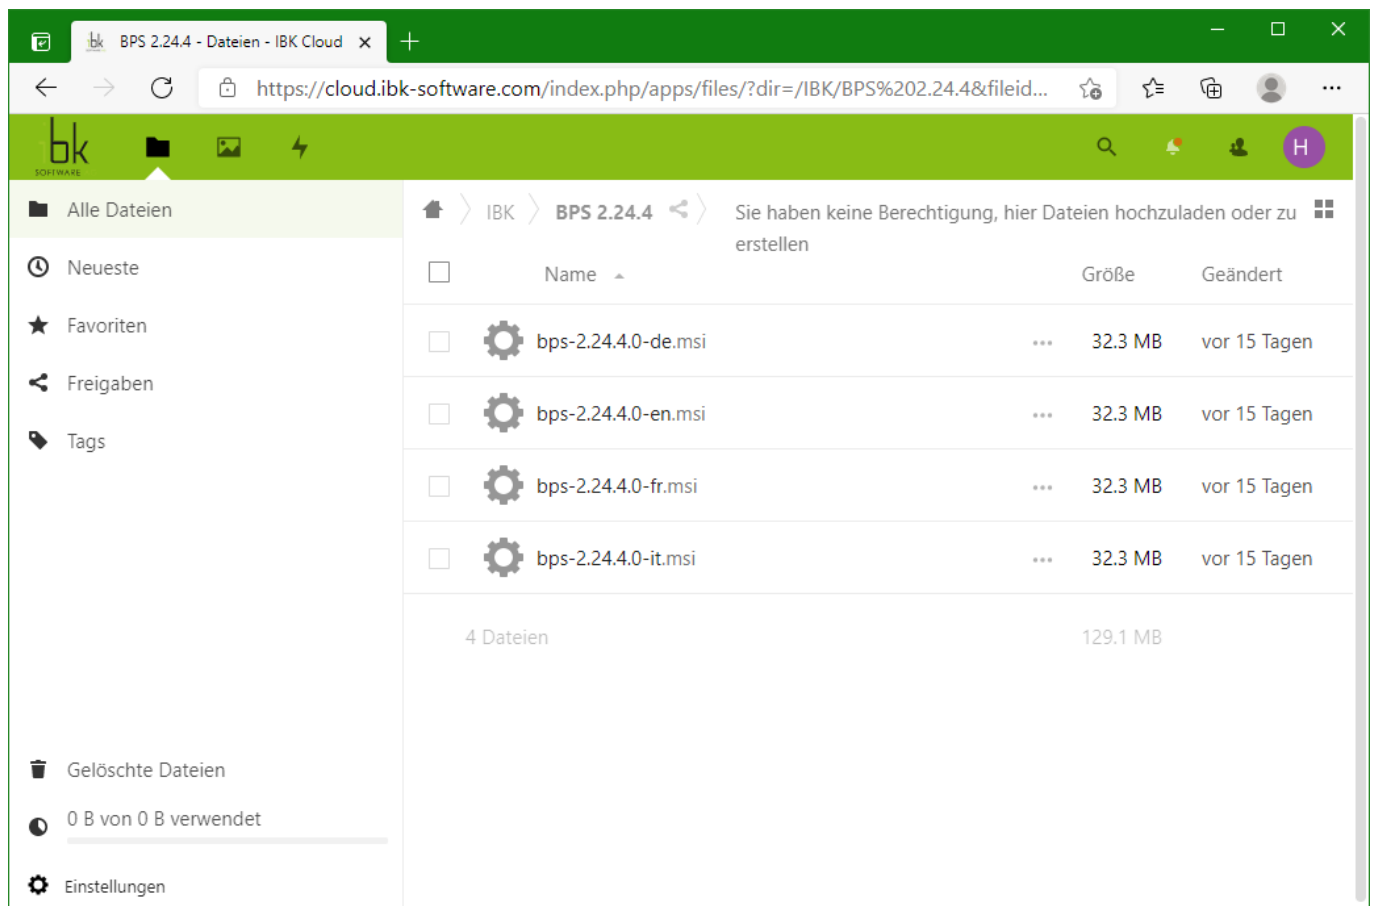 bk BPS 2.24.4 - Dateien - IBK Cloud
https://cloud.ibk-software.com/index.php/apps/files/?dir=/IBK/BPS%202.24.4&fileid...
bk
SOFTWARE
H
Alle Dateien
Neueste
Favoriten
Freigaben
Tags
IBK BPS 2.24.4 Sie haben keine Berechtigung, hier Dateien hochzuladen oder zu
erstellen
Name Größe Geändert
bps-2.24.4.0-de.msi ... 32.3 MB vor 15 Tagen
bps-2.24.4.0-en.msi ... 32.3 MB vor 15 Tagen
bps-2.24.4.0-fr.msi ... 32.3 MB vor 15 Tagen
bps-2.24.4.0-it.msi ... 32.3 MB vor 15 Tagen
4 Dateien 129.1 MB
Gelöschte Dateien
0 B von 0 B verwendet
Einstellungen